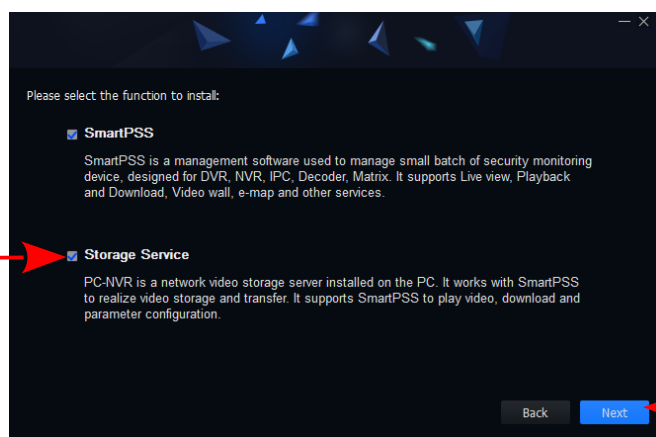 Please select the function to install:
SmartPSS
SmartPSS is a management software used to manage small batch of security monitoring
device, designed for DVR, NVR, IPC, Decoder, Matrix. It supports Live view, Playback
and Download, Video wall, e-map and other services.
Storage Service
PC-NVR is a network video storage server installed on the PC. It works with SmartPSS
to realize video storage and transfer. It supports SmartPSS to play video, download and
parameter configuration.
Back
Next